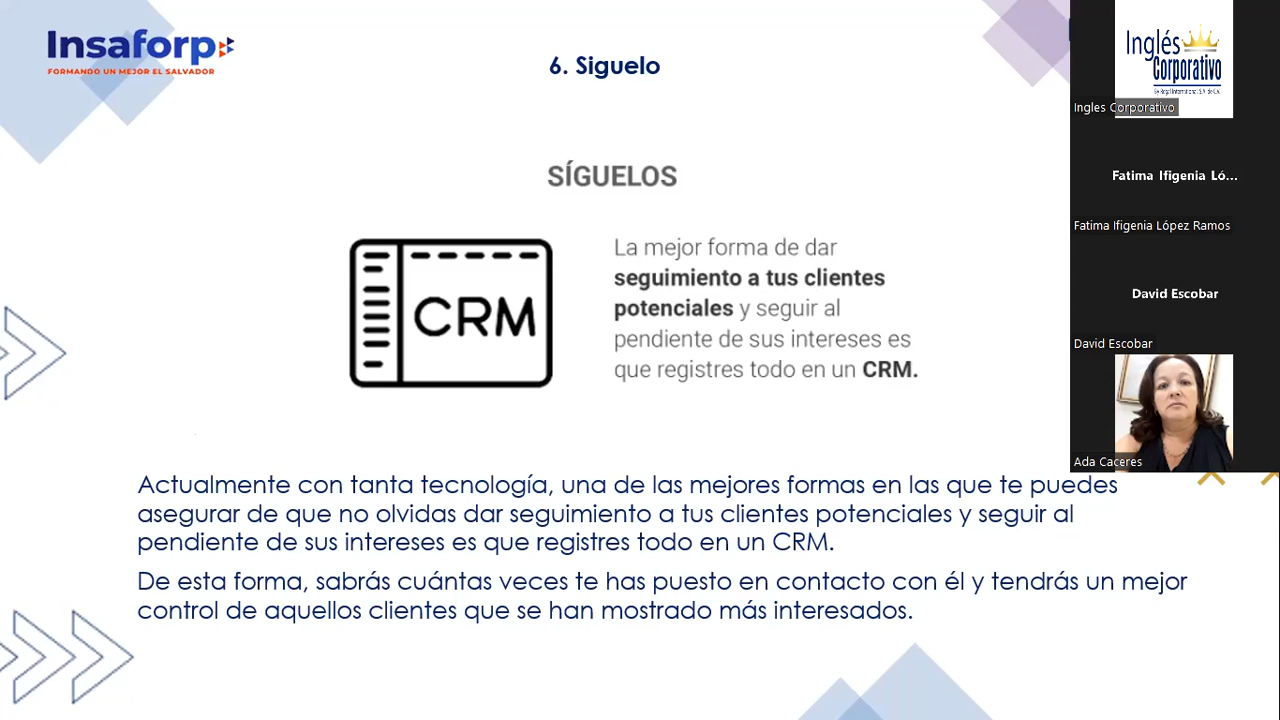 Insaforp
FORMANDO UN MEJOR EL SALVADOR
6. Siguelo
SÍGUELOS
CRM
La mejor forma de dar
seguimiento a tus clientes
potenciales y seguir al
pendiente de sus intereses es
que registres todo en un CRM.
Actualmente con tanta tecnología, una de las mejores formas en las que te puedes
asegurar de que no olvidas dar seguimiento a tus clientes potenciales y seguir al
pendiente de sus intereses es que registres todo en un CRM.
De esta forma, sabrás cuántas veces te has puesto en contacto con él y tendrás un mejor
control de aquellos clientes que se han mostrado más interesados.
Inglés
Corporativo
Ingles Corporativo
Fatima Ifigenia Ló...
Fatima Ifigenia López Ramos
David Escobar
David Escobar
Ada Caceres